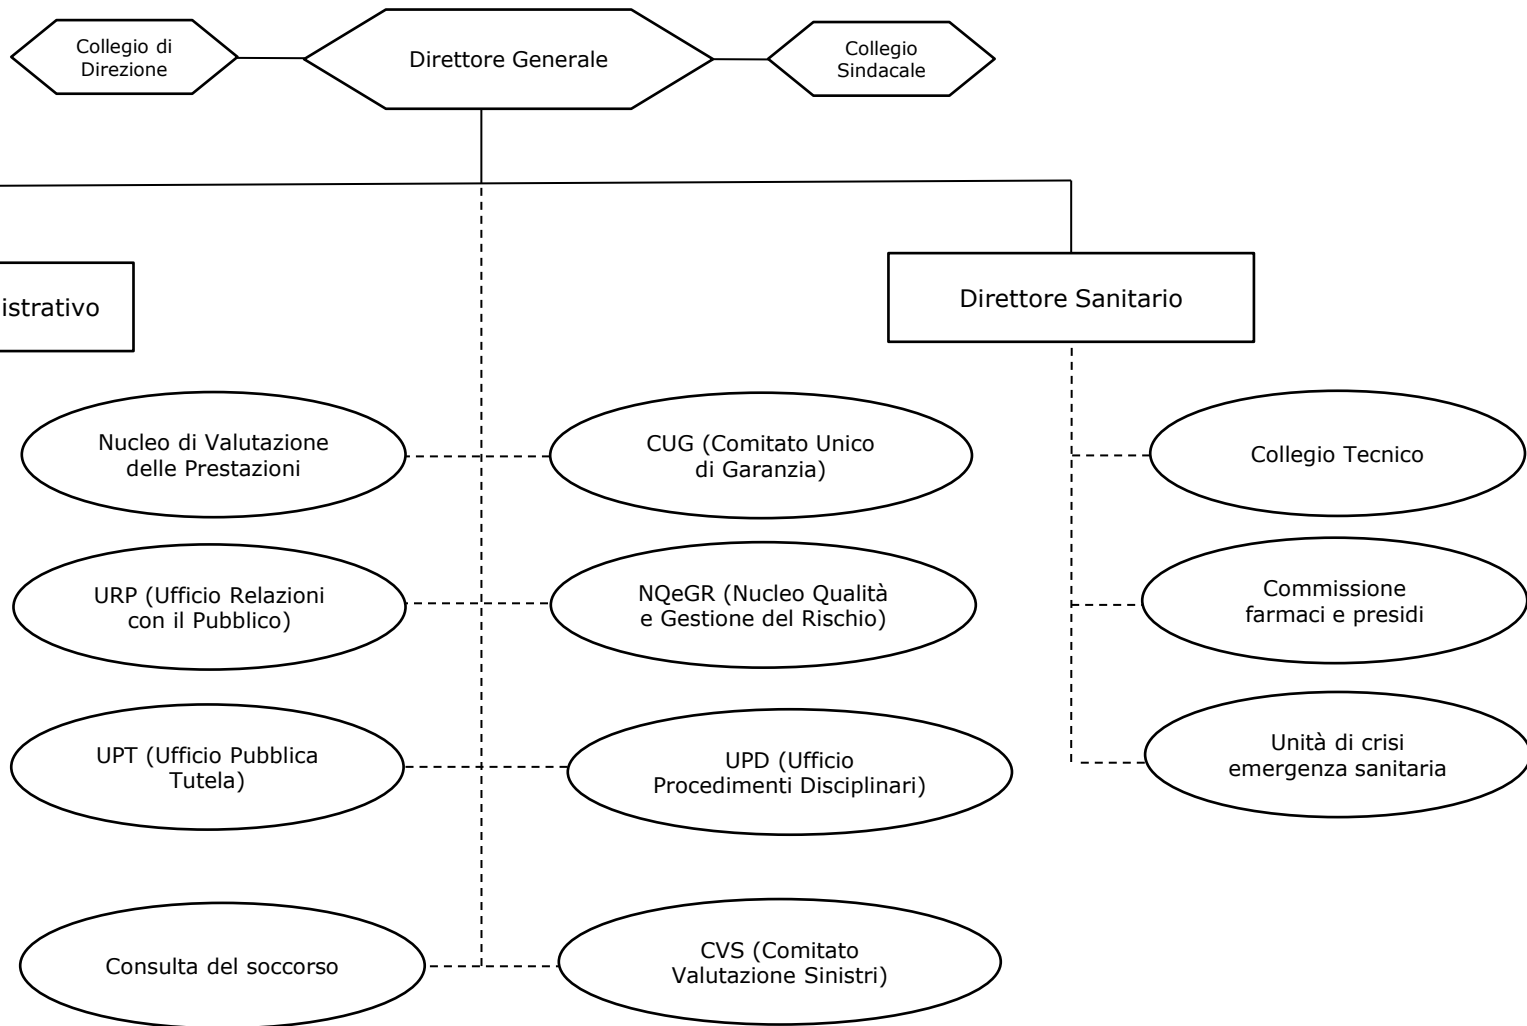 Collegio di
Direzione
Direttore Generale
Collegio
Sindacale
istrativo
Direttore Sanitario
Nucleo di Valutazione
delle Prestazioni
CUG (Comitato Unico
di Garanzia)
Collegio Tecnico
URP (Ufficio Relazioni
con il Pubblico)
NQeGR (Nucleo Qualità
e Gestione del Rischio)
Commissione
farmaci e presidi
UPT (Ufficio Pubblica
Tutela)
UPD (Ufficio
Procedimenti Disciplinari)
Unità di crisi
emergenza sanitaria
Consulta del soccorso
CVS (Comitato
Valutazione Sinistri)